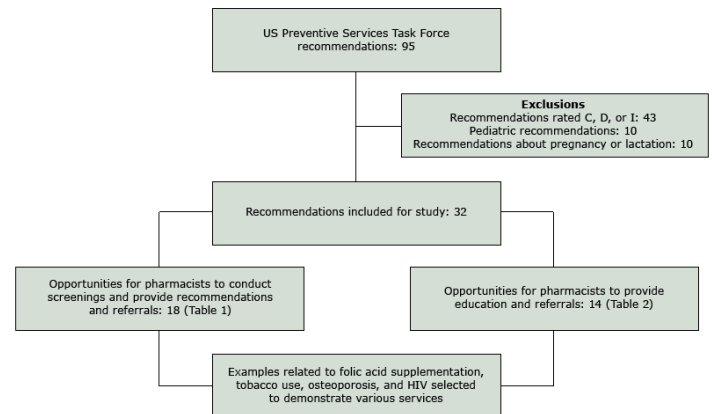 US Preventive Services Task Force
recommendations: 95
Exclusions
Recommendations rated C, D, or I: 43
Pediatric recommendations: 10
Recommendations about pregnancy or lactation: 10
Recommendations included for study: 32
Opportunities for pharmacists to conduct
screenings and provide recommendations
and referrals: 18 (Table 1)
Opportunities for pharmacists to provide
education and referrals: 14 (Table 2)
Examples related to folic acid supplementation,
tobacco use, osteoporosis, and HIV selected
to demonstrate various services